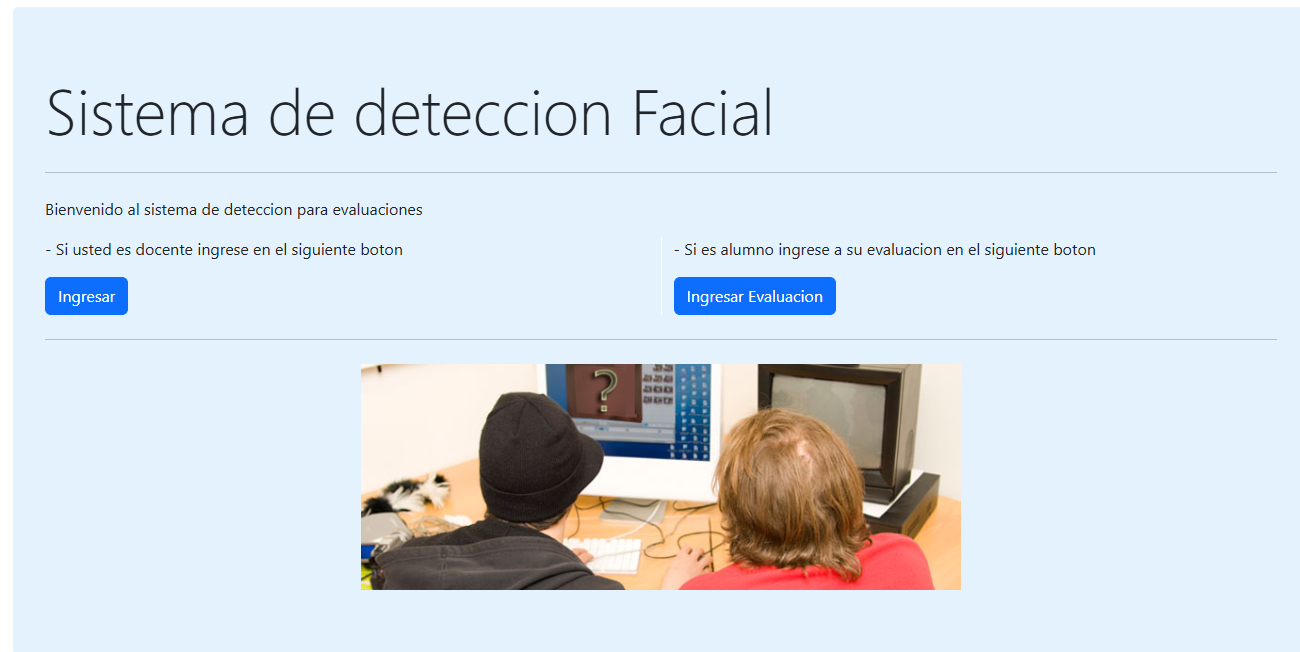 Sistema de deteccion Facial
Bienvenido al sistema de deteccion para evaluaciones
- Si usted es docente ingrese en el siguiente boton
Ingresar
- Si es alumno ingrese a su evaluacion en el siguiente boton
Ingresar Evaluacion
?